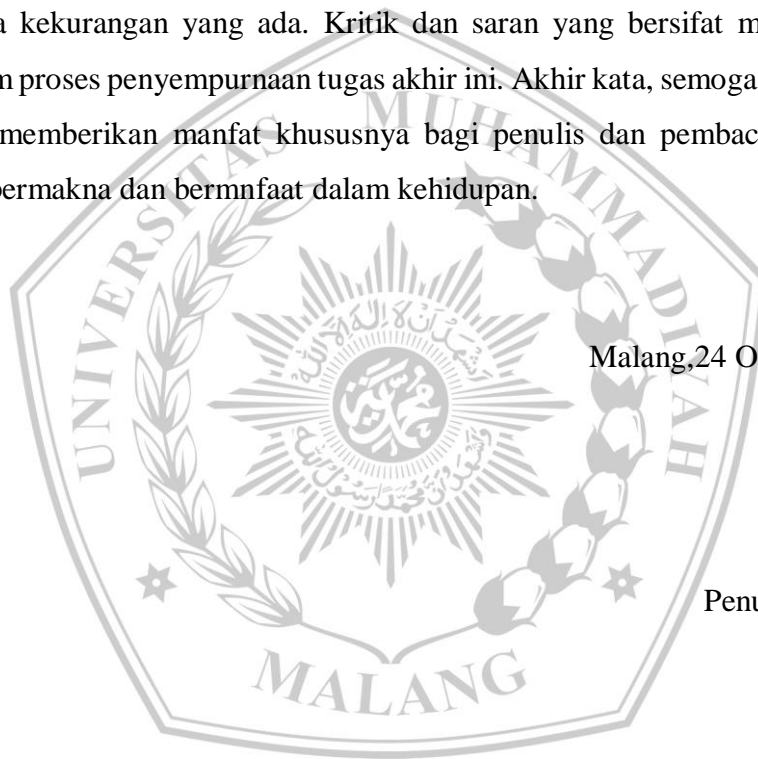 kekurangan yang ada. Kritik dan saran yang bersifat
proses penyempurnaan tugas akhir ini. Akhir kata, semoga
memberikan manfat khususnya bagi penulis dan
bermakna dan bermnfaat dalam kehidupan.
Malang,24 O
Penu
UNIVERSITAS MUHAMMADIYAH
MALANG